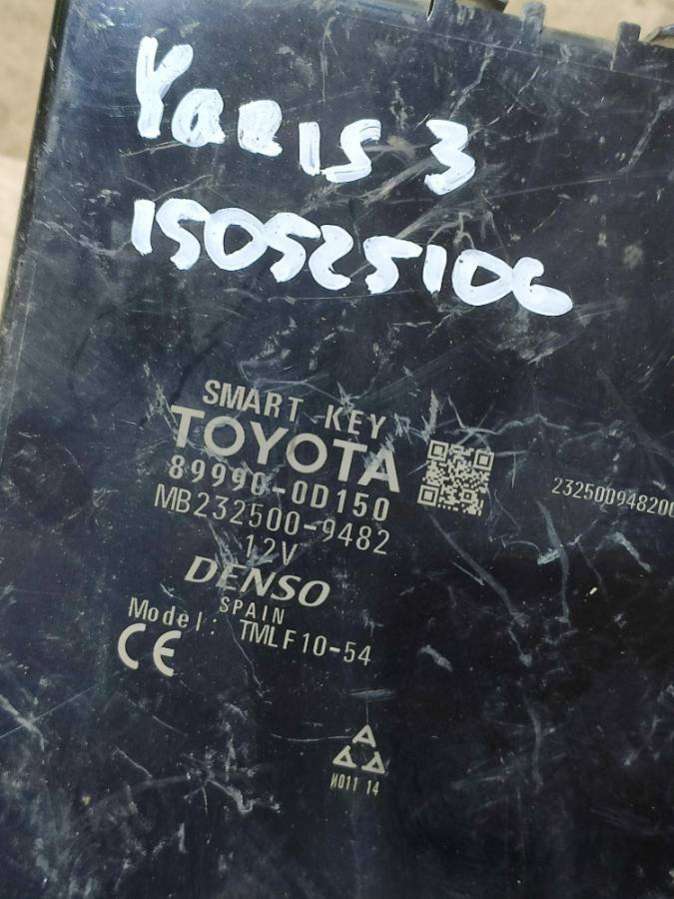 YARIS 3
150525106
SMART KEY
TOYOTA
89990-0D150
232500948200
MB232500-9482
12V
DENSO
SPAIN
Model: TMLF10-54
CE
N011 14